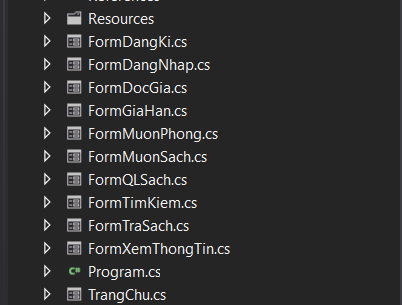 Resources
FormDangKi.cs
FormDangNhap.cs
FormDocGia.cs
FormGiaHan.cs
FormMuonPhong.cs
FormMuonSach.cs
FormQLSach.cs
FormTimKiem.cs
FormTraSach.cs
FormXemThongTin.cs
C# Program.cs
TrangChu.cs